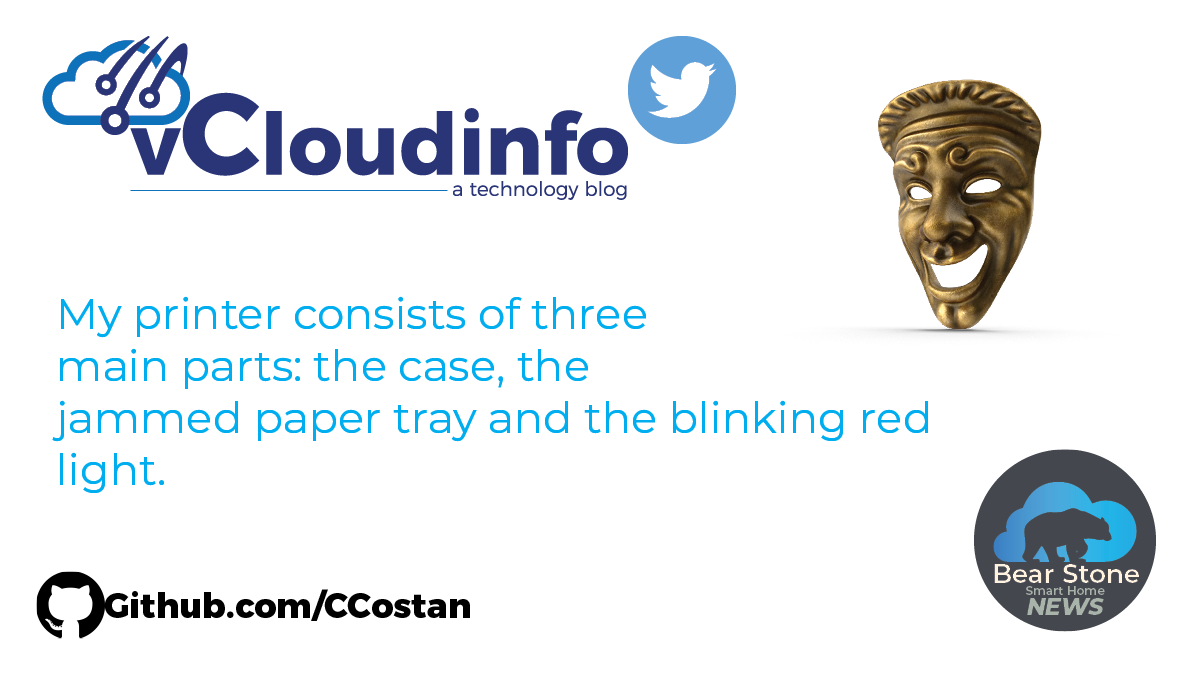 vCloudinfo
a technology blog
My printer consists of three
main parts: the case, the
jammed paper tray and the blinking red
light.
Bear Stone
Smart Home
NEWS
Github.com/CCostan